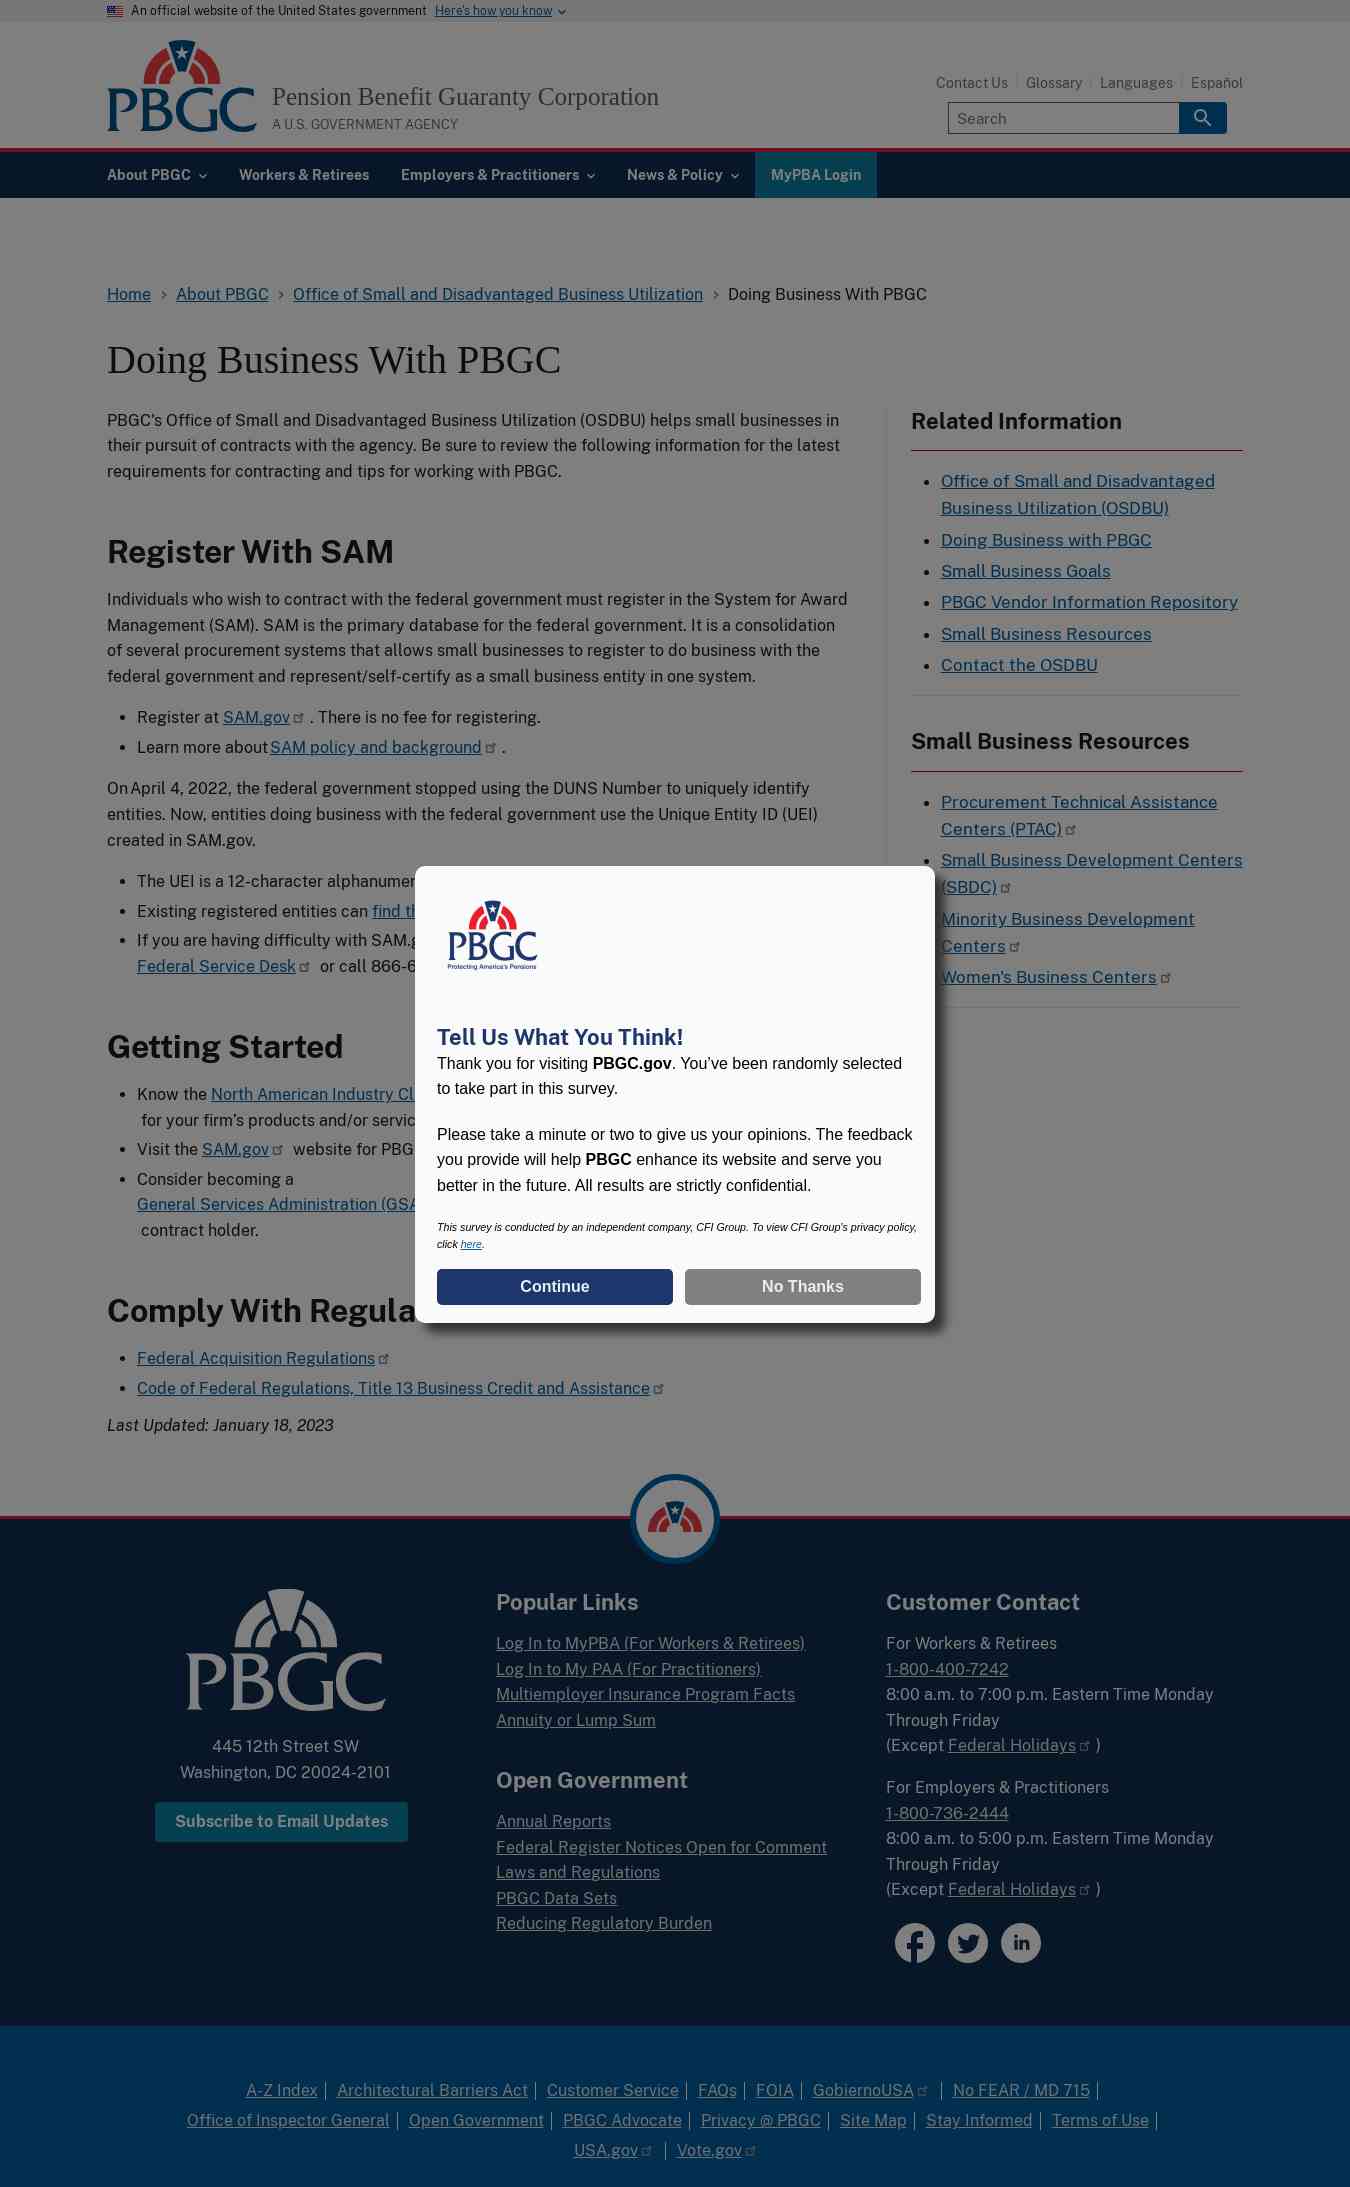 An official website of the United States government Here's how you know
PBGC
Pension Benefit Guaranty Corporation
A U.S. GOVERNMENT AGENCY
Contact Us
Glossary
Languages
Español
Search
About PBGC
Workers & Retirees
Employers & Practitioners
News & Policy
MyPBA Login
Home
About PBGC
Office of Small and Disadvantaged Business Utilization
Doing Business With PBGC
Doing Business With PBGC
PBGC's Office of Small and Disadvantaged Business Utilization (OSDBU) helps small businesses in
their pursuit of contracts with the agency. Be sure to review the following information for the latest
requirements for contracting and tips for working with PBGC.
Register With SAM
Individuals who wish to contract with the federal government must register in the System for Award
Management (SAM). SAM is the primary database for the federal government. It is a consolidation
of several procurement systems that allows small businesses to register to do business with the
federal government and represent/self-certify as a small business entity in one system.
Register at SAM.gov . There is no fee for registering.
Learn more about SAM policy and background .
On April 4, 2022, the federal government stopped using the DUNS Number to uniquely identify
entities. Now, entities doing business with the federal government use the Unique Entity ID (UEI)
created in SAM.gov.
The UEI is a 12-character alphanumer
Existing registered entities can find th
If you are having difficulty with SAM.g
Federal Service Desk or call 866-6
Getting Started
Know the North American Industry Cl
for your firm's products and/or servic
Visit the SAM.gov website for PBG
Consider becoming a
General Services Administration (GSA
contract holder.
Comply With Regula
Federal Acquisition Regulations
Code of Federal Regulations, Title 13 Business Credit and Assistance
Last Updated: January 18, 2023
Related Information
Office of Small and Disadvantaged
Business Utilization (OSDBU)
Doing Business with PBGC
Small Business Goals
PBGC Vendor Information Repository
Small Business Resources
Contact the OSDBU
Small Business Resources
Procurement Technical Assistance
Centers (PTAC)
Small Business Development Centers
(SBDC)
Minority Business Development
Centers
Women's Business Centers
PBGC
Protecting America's Pensions
Tell Us What You Think!
Thank you for visiting PBGC.gov. You've been randomly selected
to take part in this survey.
Please take a minute or two to give us your opinions. The feedback
you provide will help PBGC enhance its website and serve you
better in the future. All results are strictly confidential.
This survey is conducted by an independent company, CFI Group. To view CFI Group's privacy policy,
click here.
Continue
No Thanks
PBGC
445 12th Street SW
Washington, DC 20024-2101
Subscribe to Email Updates
Popular Links
Log In to MyPBA (For Workers & Retirees)
Log In to My PAA (For Practitioners)
Multiemployer Insurance Program Facts
Annuity or Lump Sum
Open Government
Annual Reports
Federal Register Notices Open for Comment
Laws and Regulations
PBGC Data Sets
Reducing Regulatory Burden
Customer Contact
For Workers & Retirees
1-800-400-7242
8:00 a.m. to 7:00 p.m. Eastern Time Monday
Through Friday
(Except Federal Holidays )
For Employers & Practitioners
1-800-736-2444
8:00 a.m. to 5:00 p.m. Eastern Time Monday
Through Friday
(Except Federal Holidays )
in
A-Z Index
Architectural Barriers Act
Customer Service
FAQs
FOIA
GobiernoUSA
No FEAR / MD 715
Office of Inspector General
Open Government
PBGC Advocate
Privacy @ PBGC
Site Map
Stay Informed
Terms of Use
USA.gov
Vote.gov